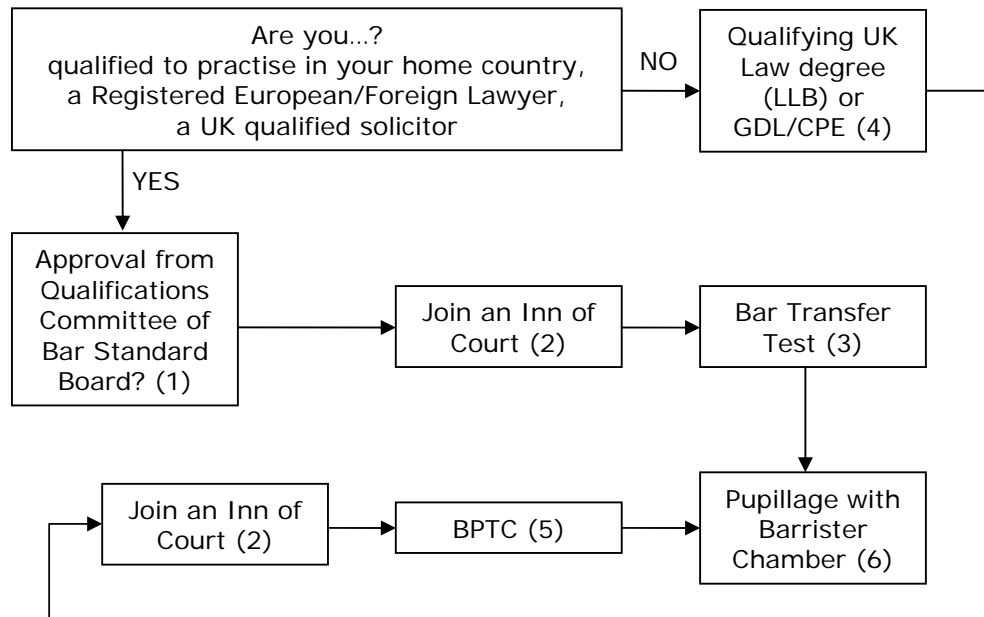 Are you...?
qualified to practise in your home country,
a Registered European/Foreign Lawyer,
a UK qualified solicitor
NO
Qualifying UK
Law degree
(LLB) or
GDL/CPE (4)
YES
Approval from
Qualifications
Committee of
Bar Standard
Board? (1)
Join an Inn of
Court (2)
Bar Transfer
Test (3)
Join an Inn of
Court (2)
BPTC (5)
Pupillage with
Barrister
Chamber (6)